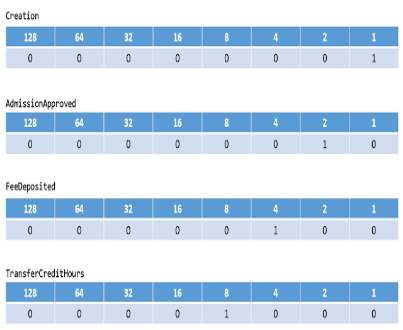 Creation
128 64 32 16 8 4 2 1
0 0 0 0 0 0 0 1
AdmissionApproved
128 64 32 16 8 4 2 1
0 0 0 0 0 0 1 0
FeeDeposited
128 64 32 16 8 4 2 1
0 0 0 0 0 1 0 0
TransferCreditHours
128 64 32 16 8 4 2 1
0 0 0 0 1 0 0 0